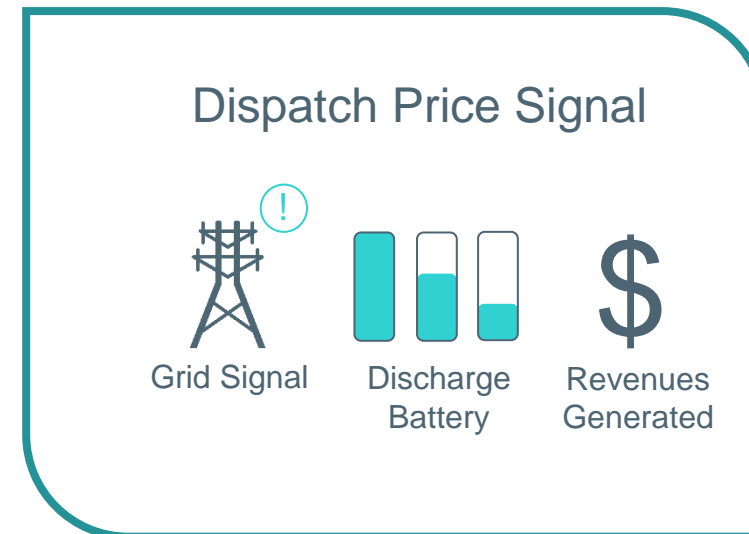 Dispatch Price Signal
!
$
Grid Signal
Discharge
Battery
Revenues
Generated